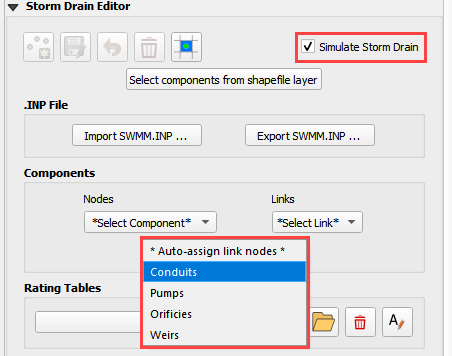 Storm Drain Editor
Simulate Storm Drain
Select components from shapefile layer
.INP File
Import SWMM.INP ...
Export SWMM.INP ...
Components
Nodes
Links
*Select Component*
*Select Link*
* Auto-assign link nodes *
Conduits
Pumps
Orificies
Weirs
Rating Tables
A